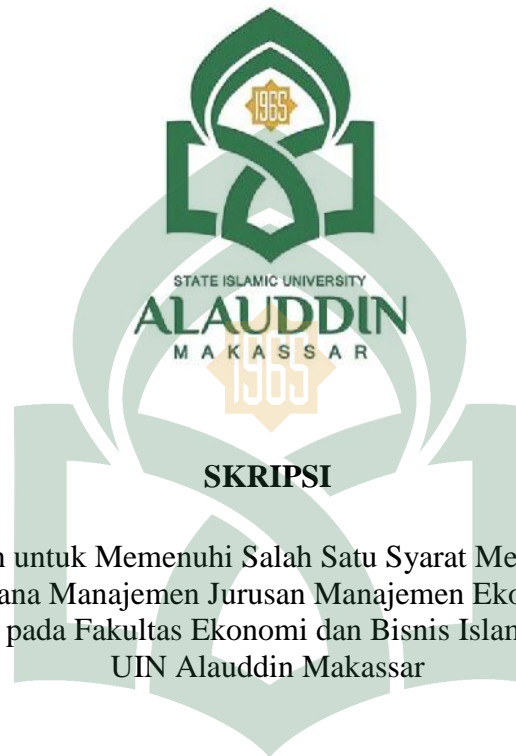 1965
STATE ISLAMIC UNIVERSITY
ALAUDDIN
MAKASSAR
1965
SKRIPSI
untuk Memenuhi Salah Satu Syarat
Manajemen Jurusan Manajemen
pada Fakultas Ekonomi dan Bisnis Islam
UIN Alauddin Makassar